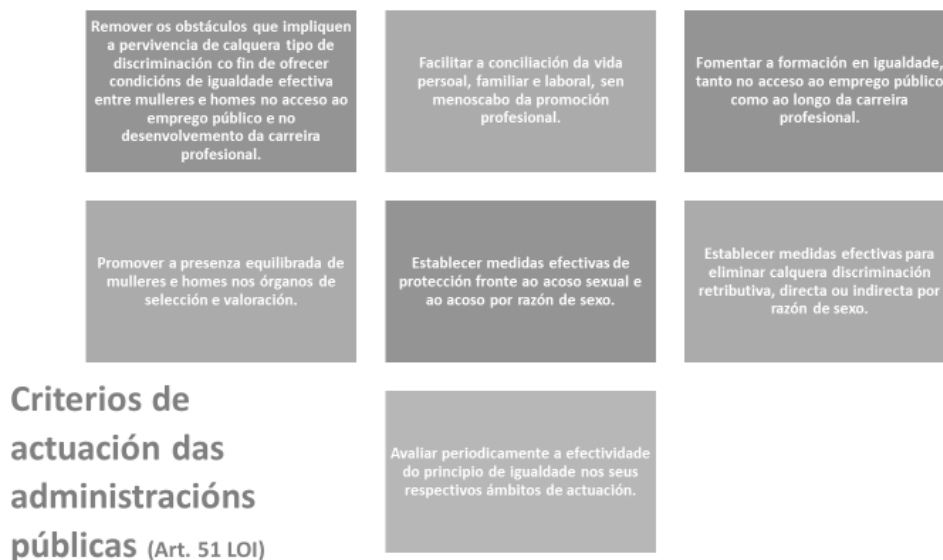 Remover os obstáculos que impliquen
a pervivencia de calquera tipo de
discriminación co fin de ofrecer
condicións de igualdade efectiva
entre mulleres e homes no acceso ao
emprego público e no
desenvolvemento da carreira
profesional.
Facilitar a conciliación da vida
persoal, familiar e laboral, sen
menoscabo da promoción
profesional.
Fomentar a formación en igualdade,
tanto no acceso ao emprego público
como ao longo da carreira
profesional.
Promover a presenza equilibrada de
mulleres e homes nos órganos de
selección e valoración.
Establecer medidas efectivas de
protección fronte ao acoso sexual e
ao acoso por razón de sexo.
Establecer medidas efectivas para
eliminar calquera discriminación
retributiva, directa ou indirecta por
razón de sexo.
Criterios de
actuación das
administracións
públicas (Art. 51 LOI)
Avaliar periodicamente a efectividade
do principio de igualdade nos seus
respectivos ámbitos de actuación.